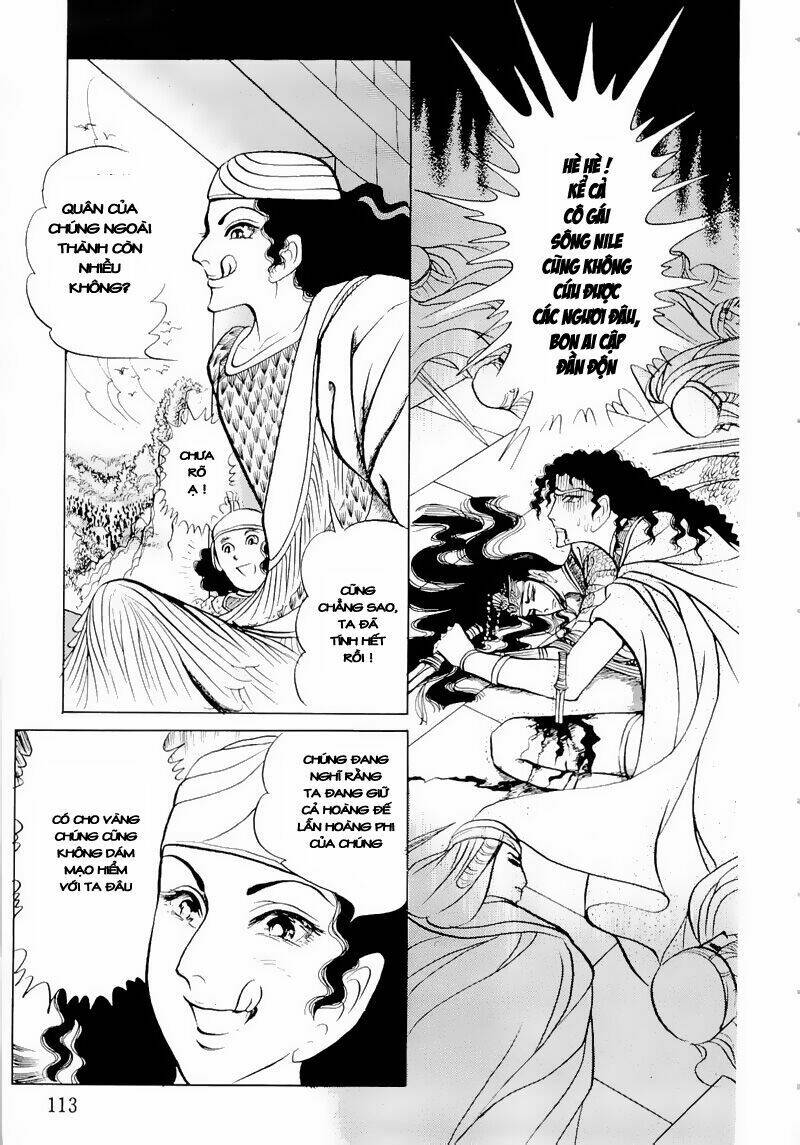 HÈ HÈ !
KỂ CẢ
CÔ GÁI
SÔNG NILE
CŨNG KHÔNG
CỨU ĐƯỢC
CÁC NGƯƠI ĐÂU,
BON AI CẬP
ĐẦN ĐỘN
QUÂN CỦA
CHÚNG NGOÀI
THÀNH CÒN
NHIỀU
KHÔNG?
CHƯA
RÕ
Ạ !
CŨNG
CHẲNG SAO,
TA ĐÃ
TÍNH HẾT
RỒI !
CHÚNG ĐANG
NGHĨ RẰNG
TA ĐANG GIỮ
CẢ HOÀNG ĐẾ
LẪN HOÀNG PHI
CỦA CHÚNG
CÓ CHO VÀNG
CHÚNG CŨNG
KHÔNG DÁM
MẠO HIỂM
VỚI TA ĐÂU
113